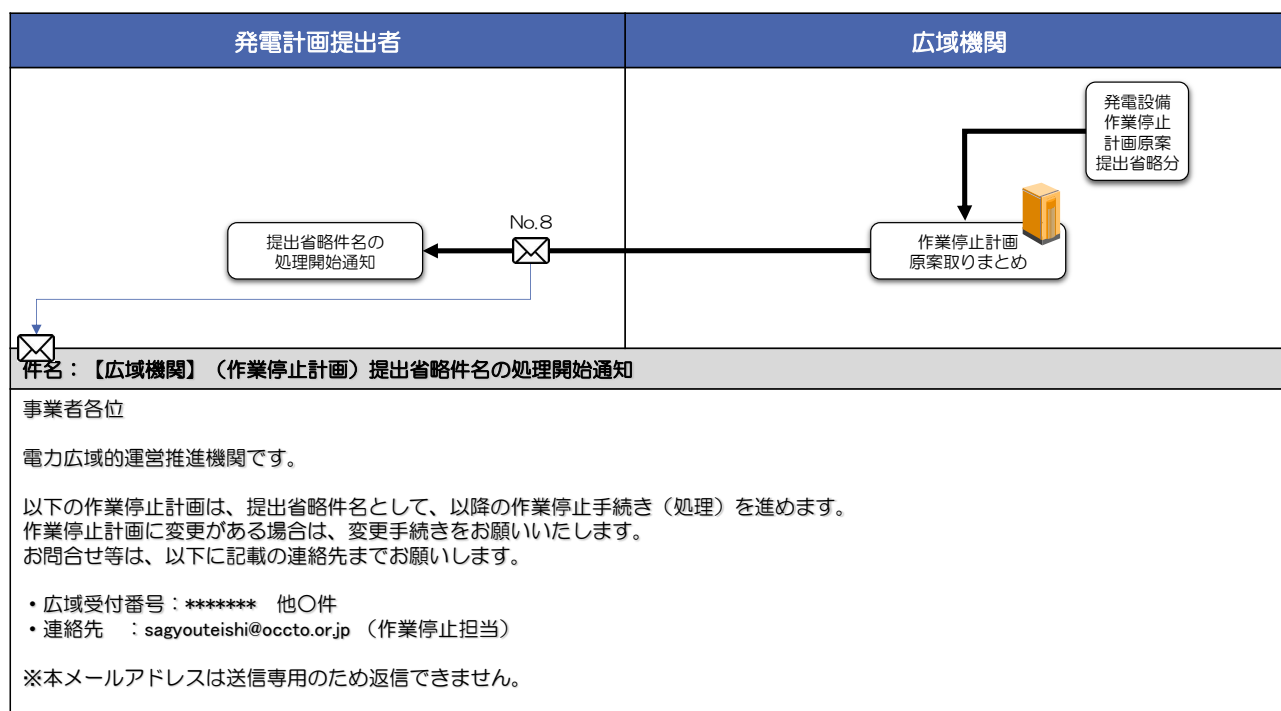 発電計画提出者
広域機関
発電設備
作業停止
計画原案
提出省略分
No.8
提出省略件名の
処理開始通知
作業停止計画
原案取りまとめ
件名：【広域機関】（作業停止計画）提出省略件名の処理開始通知
事業者各位
電力広域的運営推進機関です。
以下の作業停止計画は、提出省略件名として、以降の作業停止手続き（処理）を進めます。
作業停止計画に変更がある場合は、変更手続きをお願いいたします。
お問合せ等は、以下に記載の連絡先までお願いします。
・広域受付番号：******* 他〇件
・連絡先　：sagyouteishi@occto.or.jp （作業停止担当）
※本メールアドレスは送信専用のため返信できません。